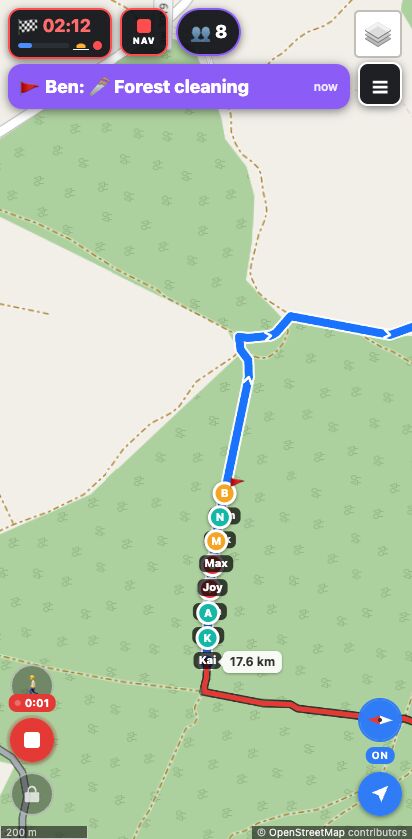 02:12
NAV
8
Ben: Forest cleaning
now
B
N
M
Max
Joy
A
K
Kai
17.6 km
0:01
ON
200 m
© OpenStreetMap contributors